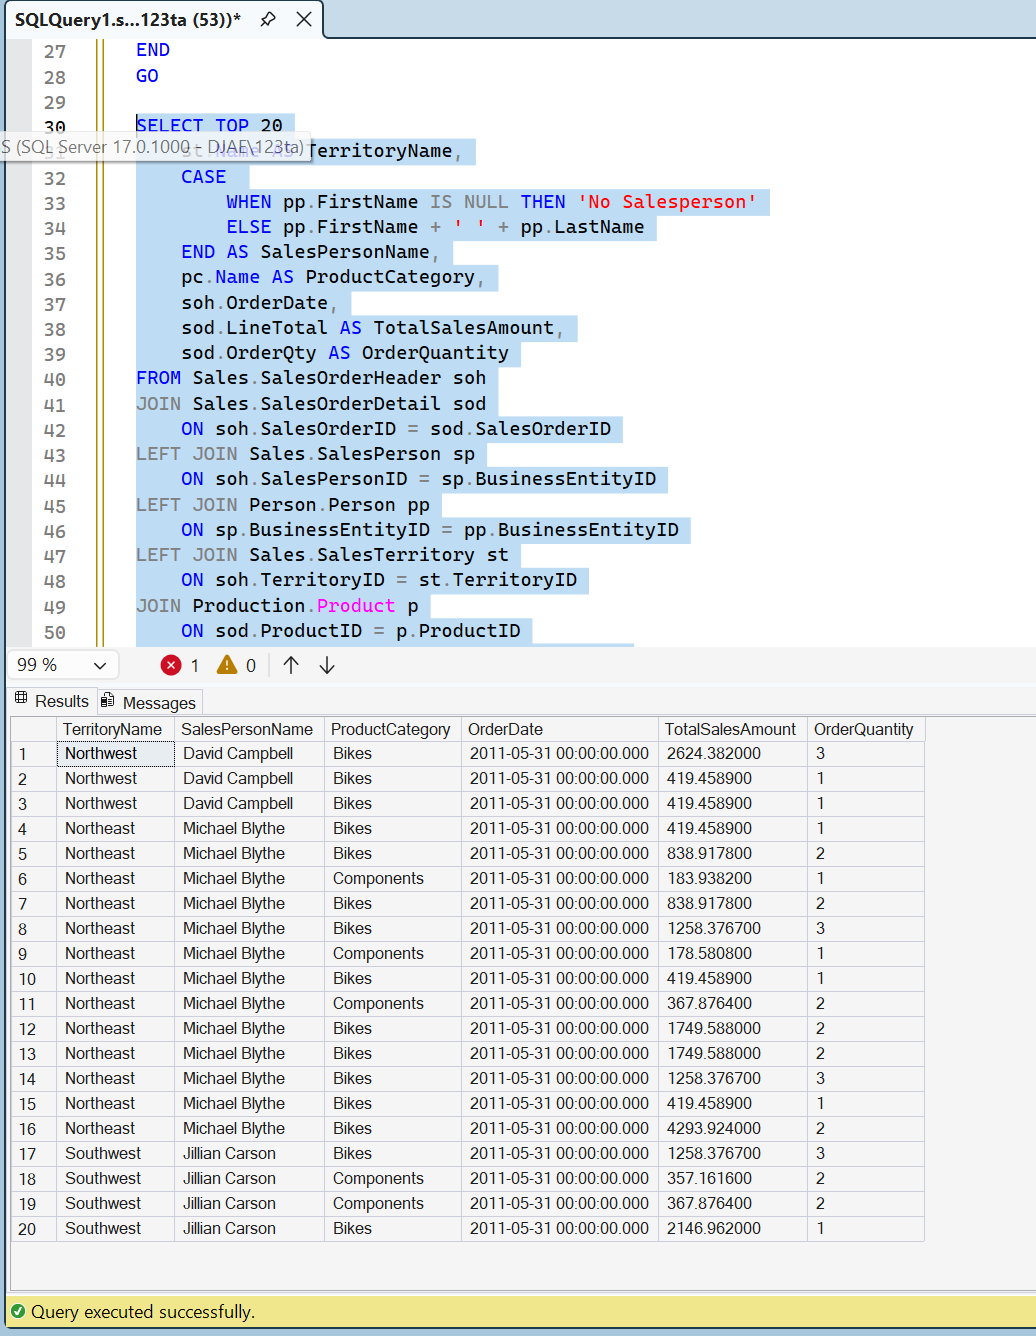 SQLQuery1.s...123ta (53))*
27 END
28 GO
29
30 SELECT TOP 20
S (SQL Server 17.0.1000 - DJAE\123ta)
31 st.Name AS TerritoryName,
32 CASE
33 WHEN pp.FirstName IS NULL THEN 'No Salesperson'
34 ELSE pp.FirstName + ' ' + pp.LastName
35 END AS SalesPersonName,
36 pc.Name AS ProductCategory,
37 soh.OrderDate,
38 sod.LineTotal AS TotalSalesAmount,
39 sod.OrderQty AS OrderQuantity
40 FROM Sales.SalesOrderHeader soh
41 JOIN Sales.SalesOrderDetail sod
42 ON soh.SalesOrderID = sod.SalesOrderID
43 LEFT JOIN Sales.SalesPerson sp
44 ON soh.SalesPersonID = sp.BusinessEntityID
45 LEFT JOIN Person.Person pp
46 ON sp.BusinessEntityID = pp.BusinessEntityID
47 LEFT JOIN Sales.SalesTerritory st
48 ON soh.TerritoryID = st.TerritoryID
49 JOIN Production.Product p
50 ON sod.ProductID = p.ProductID
99 % 1 0
Results Messages
TerritoryName SalesPersonName ProductCategory OrderDate TotalSalesAmount OrderQuantity
1 Northwest David Campbell Bikes 2011-05-31 00:00:00.000 2624.382000 3
2 Northwest David Campbell Bikes 2011-05-31 00:00:00.000 419.458900 1
3 Northwest David Campbell Bikes 2011-05-31 00:00:00.000 419.458900 1
4 Northeast Michael Blythe Bikes 2011-05-31 00:00:00.000 419.458900 1
5 Northeast Michael Blythe Bikes 2011-05-31 00:00:00.000 838.917800 2
6 Northeast Michael Blythe Components 2011-05-31 00:00:00.000 183.938200 1
7 Northeast Michael Blythe Bikes 2011-05-31 00:00:00.000 838.917800 2
8 Northeast Michael Blythe Bikes 2011-05-31 00:00:00.000 1258.376700 3
9 Northeast Michael Blythe Components 2011-05-31 00:00:00.000 178.580800 1
10 Northeast Michael Blythe Bikes 2011-05-31 00:00:00.000 419.458900 1
11 Northeast Michael Blythe Components 2011-05-31 00:00:00.000 367.876400 2
12 Northeast Michael Blythe Bikes 2011-05-31 00:00:00.000 1749.588000 2
13 Northeast Michael Blythe Bikes 2011-05-31 00:00:00.000 1749.588000 2
14 Northeast Michael Blythe Bikes 2011-05-31 00:00:00.000 1258.376700 3
15 Northeast Michael Blythe Bikes 2011-05-31 00:00:00.000 419.458900 1
16 Northeast Michael Blythe Bikes 2011-05-31 00:00:00.000 4293.924000 2
17 Southwest Jillian Carson Bikes 2011-05-31 00:00:00.000 1258.376700 3
18 Southwest Jillian Carson Components 2011-05-31 00:00:00.000 357.161600 2
19 Southwest Jillian Carson Components 2011-05-31 00:00:00.000 367.876400 2
20 Southwest Jillian Carson Bikes 2011-05-31 00:00:00.000 2146.962000 1
Query executed successfully.